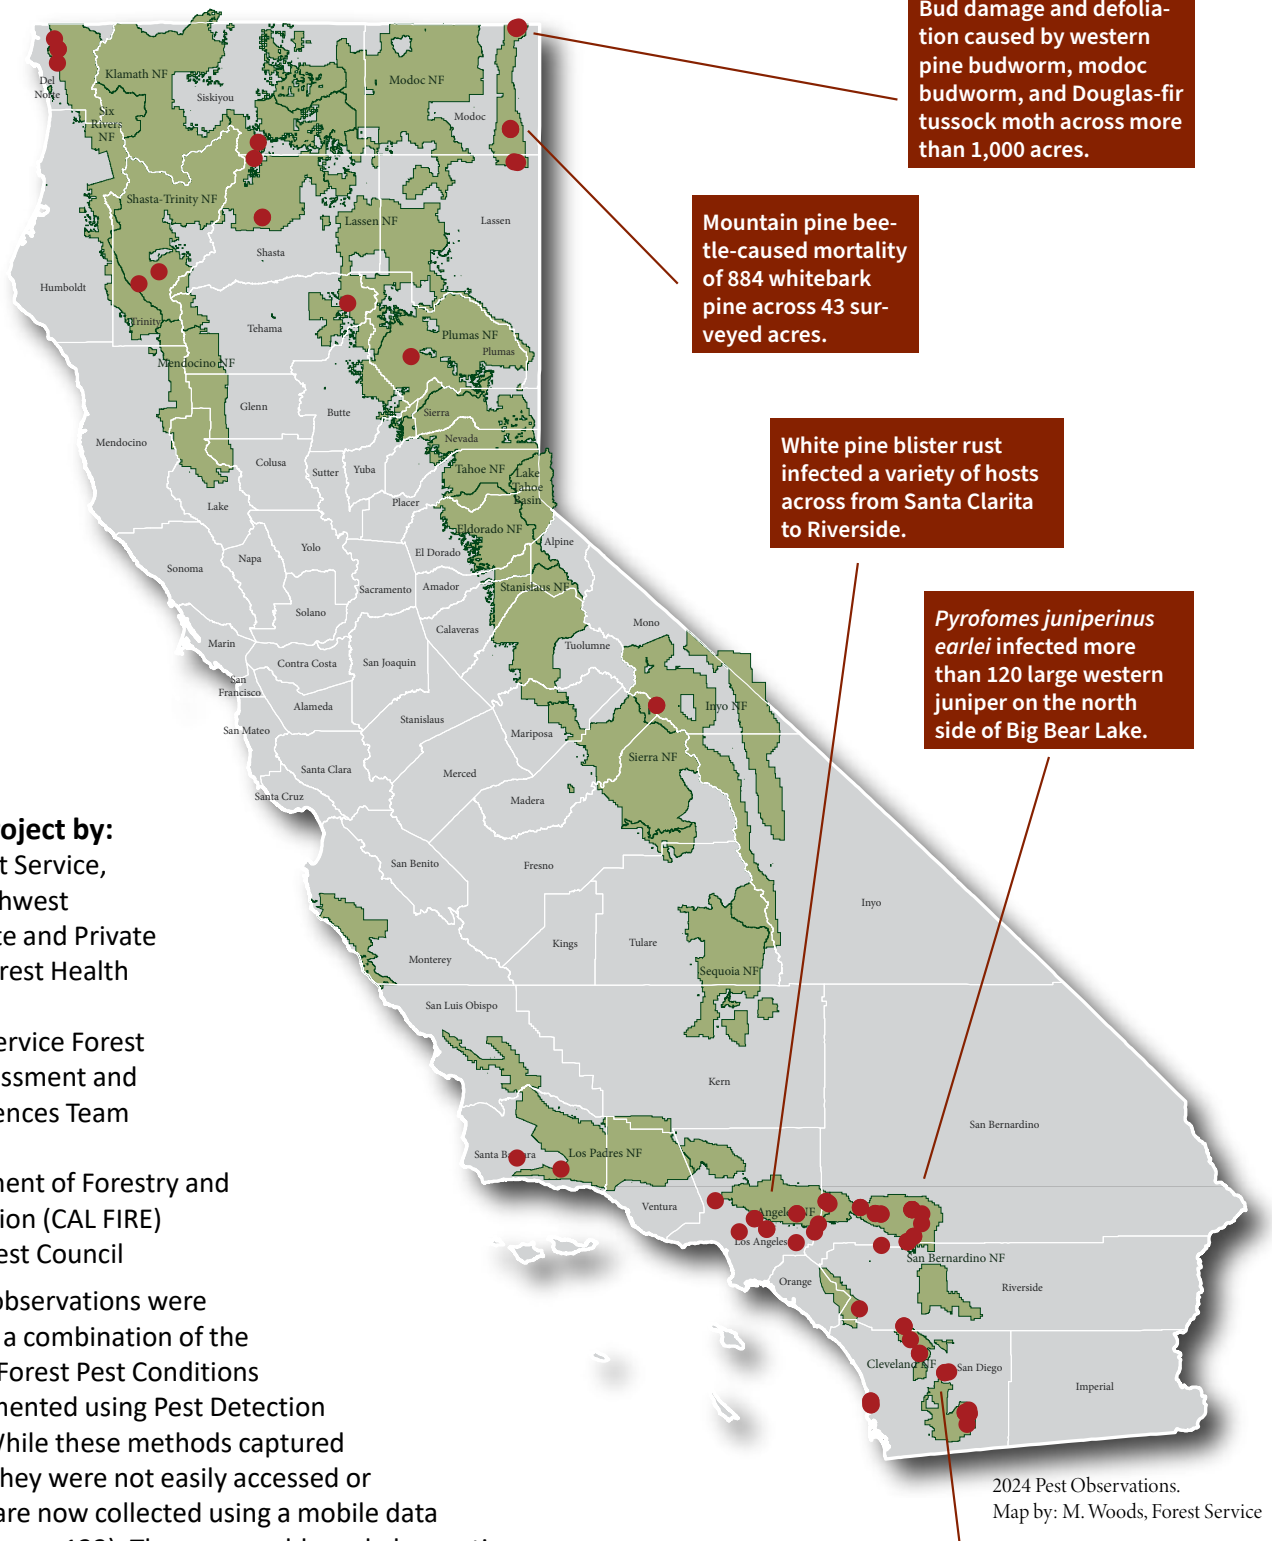 Bud damage and defolia-
tion caused by western
pine budworm, modoc
budworm, and Douglas-fir
tussock moth across more
than 1,000 acres.
Mountain pine bee-
tle-caused mortality
of 884 whitebark
pine across 43 sur-
veyed acres.
White pine blister rust
infected a variety of hosts
across from Santa Clarita
to Riverside.
Pyrofomes juniperinus
earlei infected more
than 120 large western
juniper on the north
side of Big Bear Lake.
Del
Norte
Klamath NF
Siskiyou
Modoc NF
Modoc
Six
Rivers
NF
Shasta-Trinity NF
Lassen NF
Lassen
Shasta
Humboldt
Trinity
Tehama
Plumas NF
Plumas
Mendocino NF
Glenn
Butte
Sierra
Mendocino
Nevada
Colusa
Sutter
Yuba
Tahoe NF
Lake
Tahoe
Basin
Lake
Placer
Eldorado NF
Yolo
Napa
El Dorado
Alpine
Sonoma
Sacramento
Amador
Stanislaus NF
Solano
Calaveras
Mono
Marin
Tuolumne
Contra Costa
San Joaquin
San
Francisco
Alameda
Inyo NF
Stanislaus
San Mateo
Mariposa
Sierra NF
Santa Clara
Merced
Santa Cruz
Madera
San Benito
Fresno
Inyo
Kings
Tulare
Monterey
Sequoia NF
San Luis Obispo
Kern
San Bernardino
Santa Barbara
Los Padres NF
Ventura
Angeles NF
Los Angeles
San Bernardino NF
Orange
Riverside
Cleveland NF
San Diego
Imperial
roject by:
t Service,
hwest
te and Private
rest Health
ervice Forest
essment and
ences Team
ment of Forestry and
ion (CAL FIRE)
est Council
observations were
a combination of the
Forest Pest Conditions
mented using Pest Detection
While these methods captured
they were not easily accessed or
are now collected using a mobile data
2024 Pest Observations.
Map by: M. Woods, Forest Service